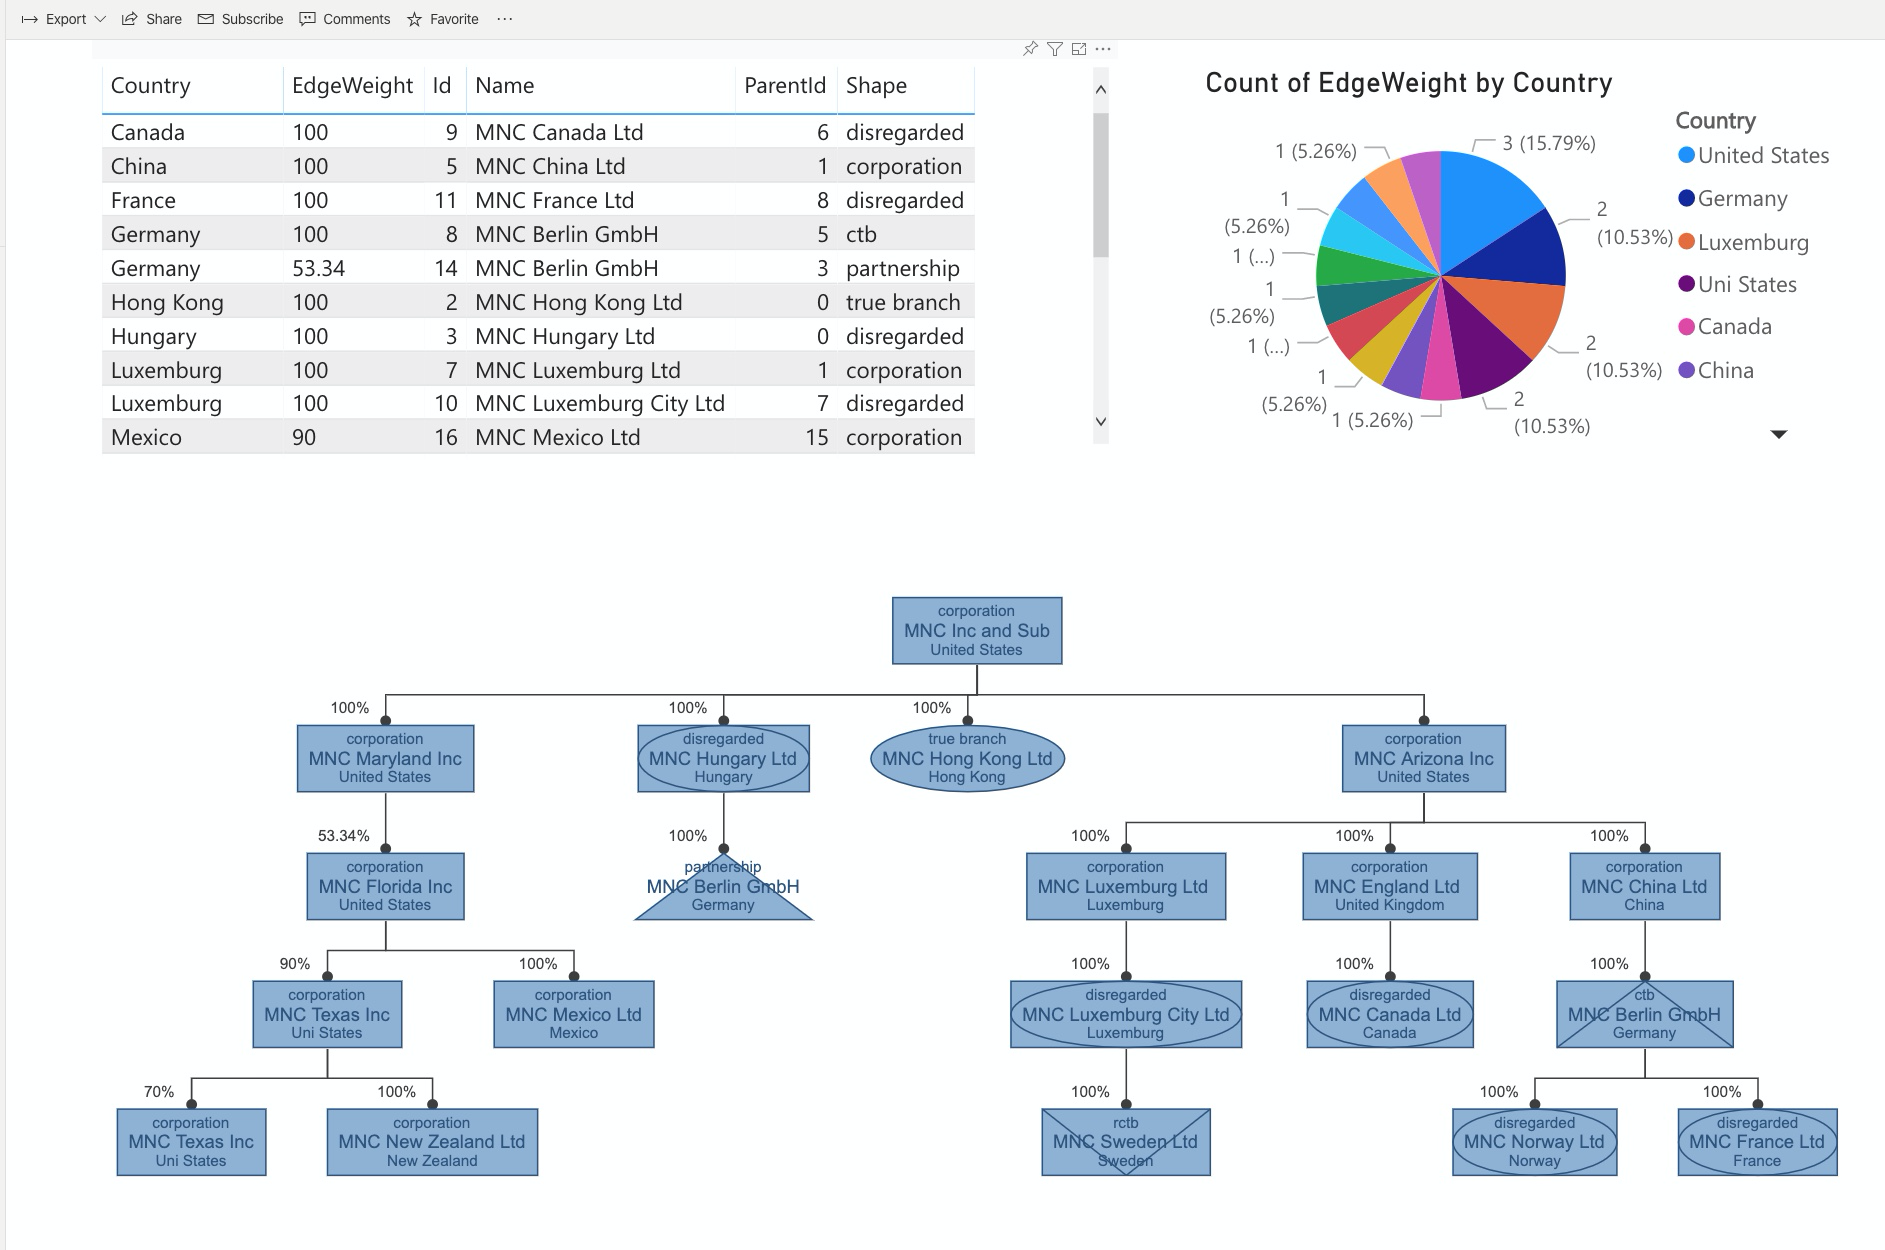 Export Share Subscribe Comments Favorite ...
Country EdgeWeight Id Name ParentId Shape
Canada 100 9 MNC Canada Ltd 6 disregarded
China 100 5 MNC China Ltd 1 corporation
France 100 11 MNC France Ltd 8 disregarded
Germany 100 8 MNC Berlin GmbH 5 ctb
Germany 53.34 14 MNC Berlin GmbH 3 partnership
Hong Kong 100 2 MNC Hong Kong Ltd 0 true branch
Hungary 100 3 MNC Hungary Ltd 0 disregarded
Luxemburg 100 7 MNC Luxemburg Ltd 1 corporation
Luxemburg 100 10 MNC Luxemburg City Ltd 7 disregarded
Mexico 90 16 MNC Mexico Ltd 15 corporation
Count of EdgeWeight by Country
3 (15.79%)
2
(10.53%)
2
(10.53%)
2
(10.53%)
1 (5.26%)
1
(5.26%)
1 (...)
1
(5.26%)
1 (...)
1
(5.26%)
1 (5.26%)
Country
United States
Germany
Luxemburg
Uni States
Canada
China
corporation
MNC Inc and Sub
United States
100%
100%
100%
corporation
MNC Maryland Inc
United States
disregarded
MNC Hungary Ltd
Hungary
true branch
MNC Hong Kong Ltd
Hong Kong
corporation
MNC Arizona Inc
United States
53.34%
100%
100%
100%
100%
corporation
MNC Florida Inc
United States
partnership
MNC Berlin GmbH
Germany
corporation
MNC Luxemburg Ltd
Luxemburg
corporation
MNC England Ltd
United Kingdom
corporation
MNC China Ltd
China
90%
100%
100%
100%
100%
corporation
MNC Texas Inc
Uni States
corporation
MNC Mexico Ltd
Mexico
disregarded
MNC Luxemburg City Ltd
Luxemburg
disregarded
MNC Canada Ltd
Canada
ctb
MNC Berlin GmbH
Germany
70%
100%
100%
100%
100%
corporation
MNC Texas Inc
Uni States
corporation
MNC New Zealand Ltd
New Zealand
rctb
MNC Sweden Ltd
Sweden
disregarded
MNC Norway Ltd
Norway
disregarded
MNC France Ltd
France